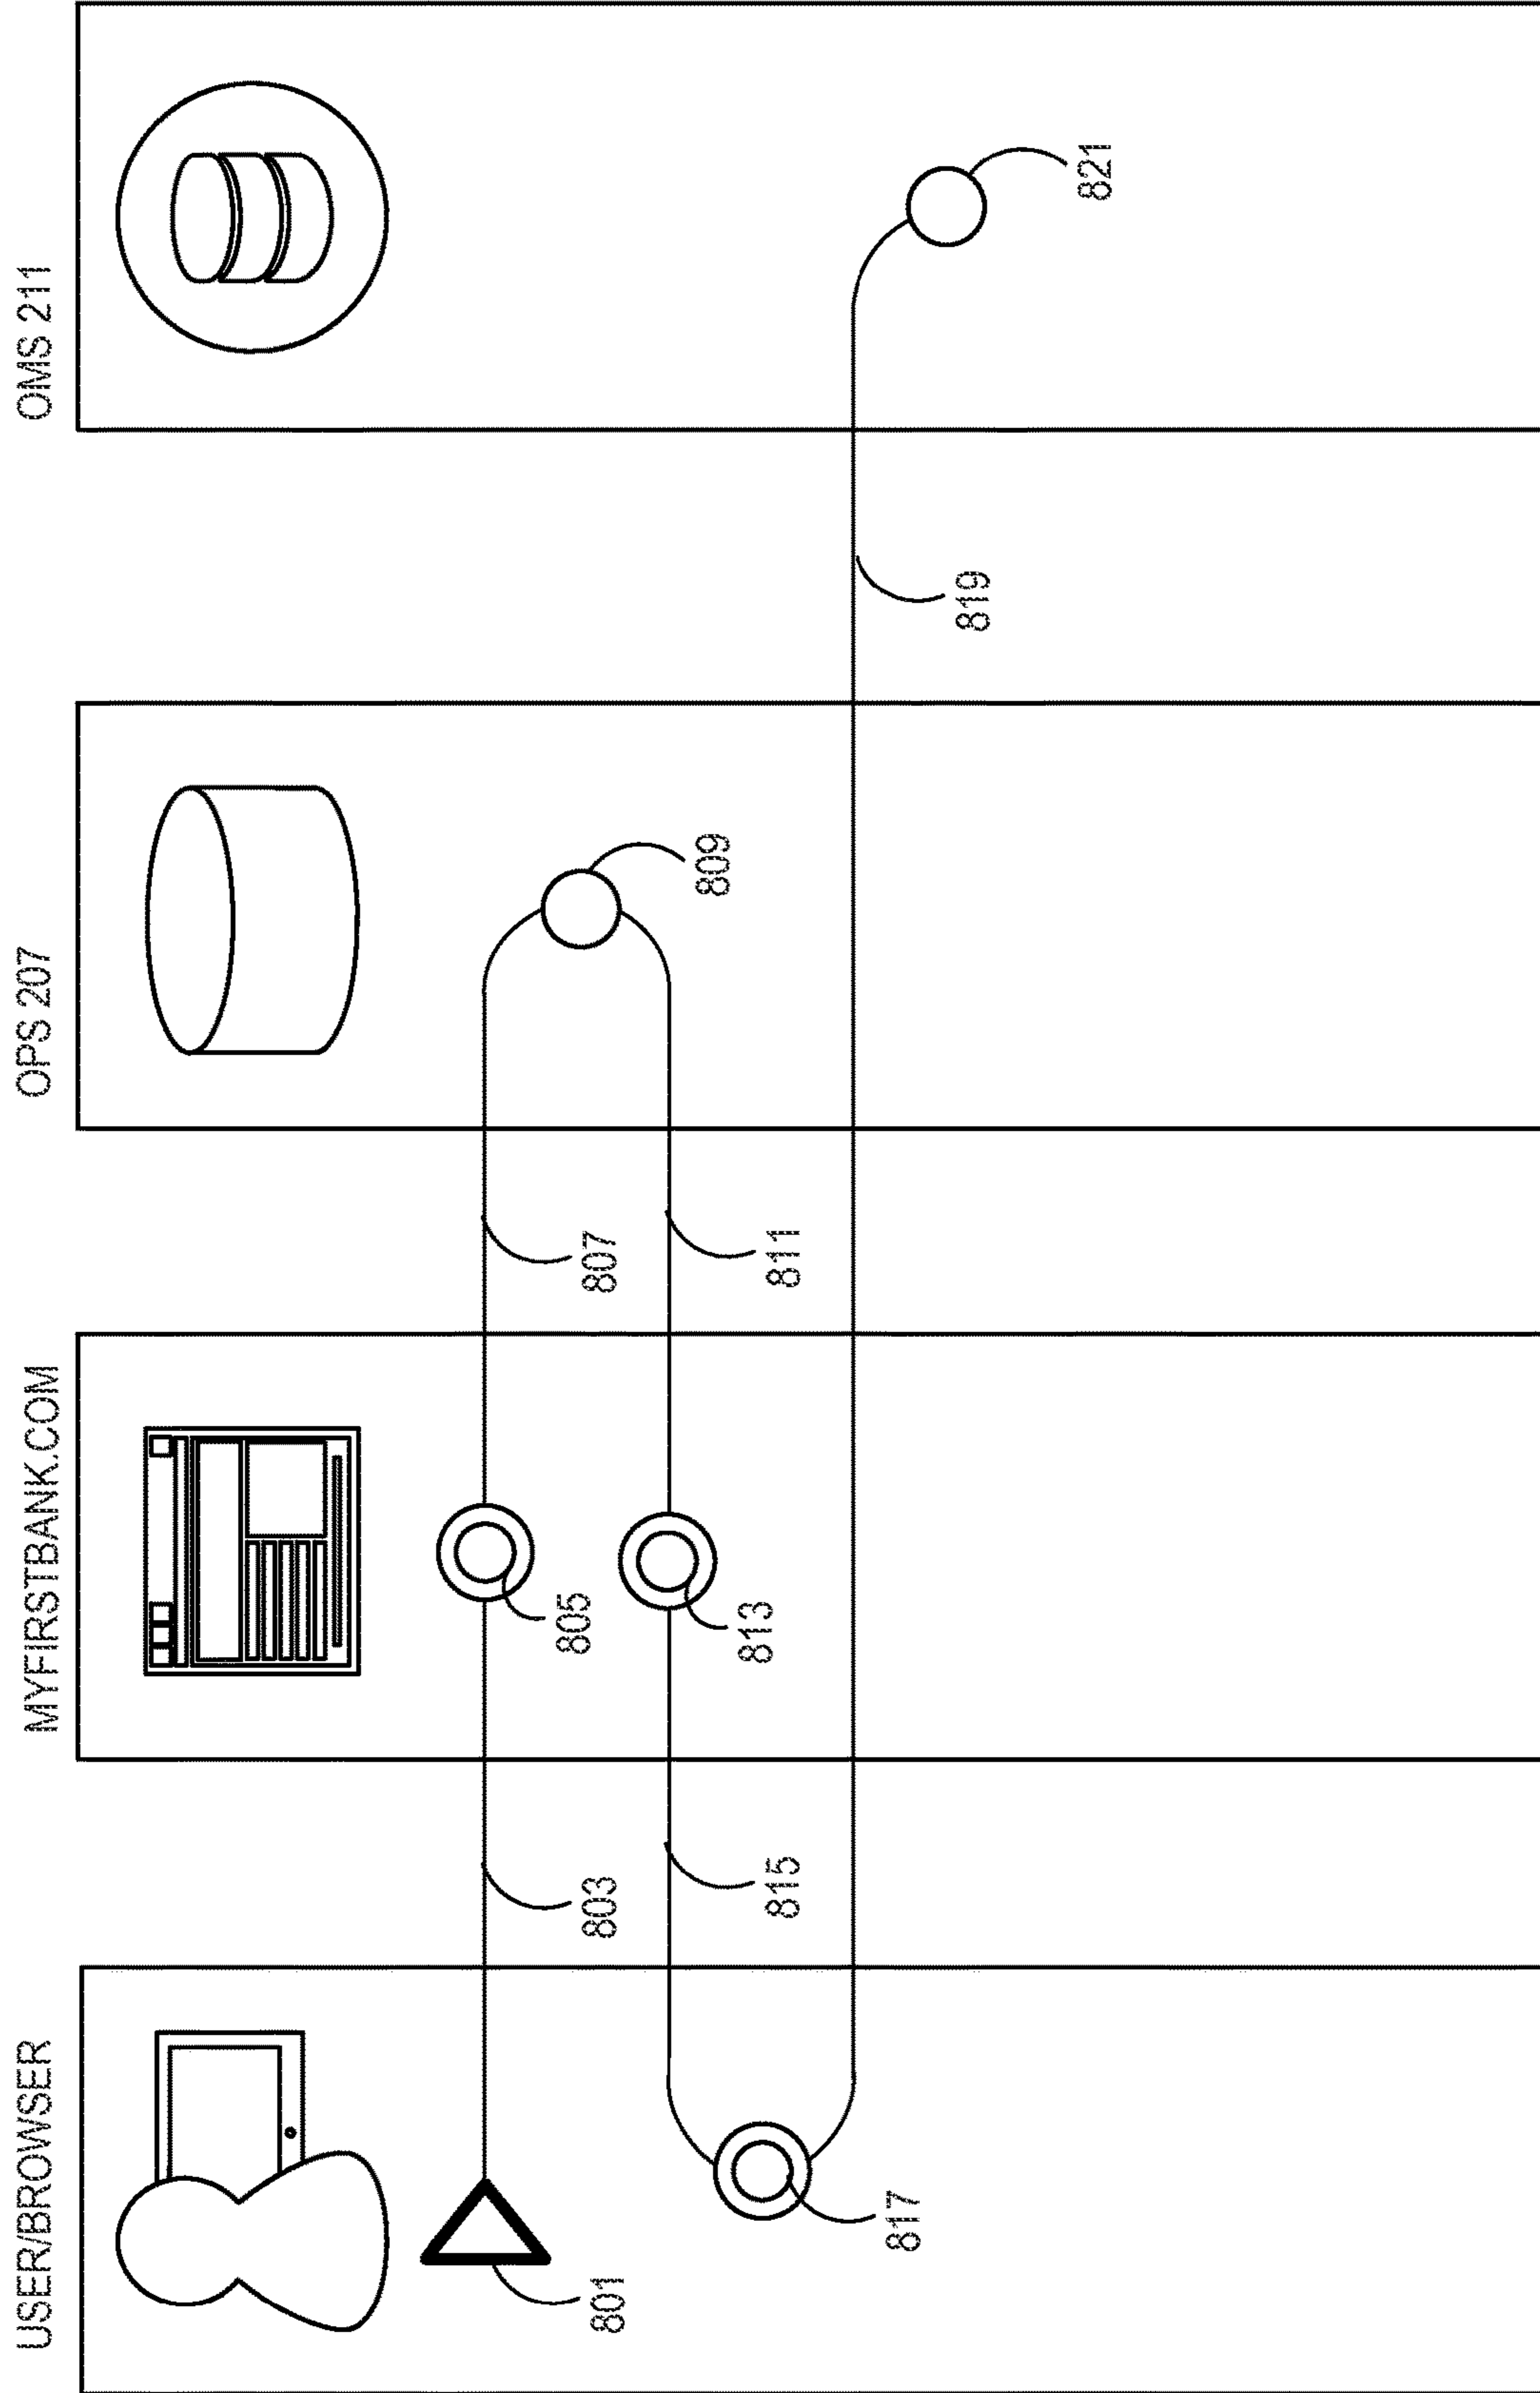 USER/BROWSER
MYFIRSTBANK.COM
OPS 207
OMS 211
801
803
805
807
809
811
813
815
817
819
821